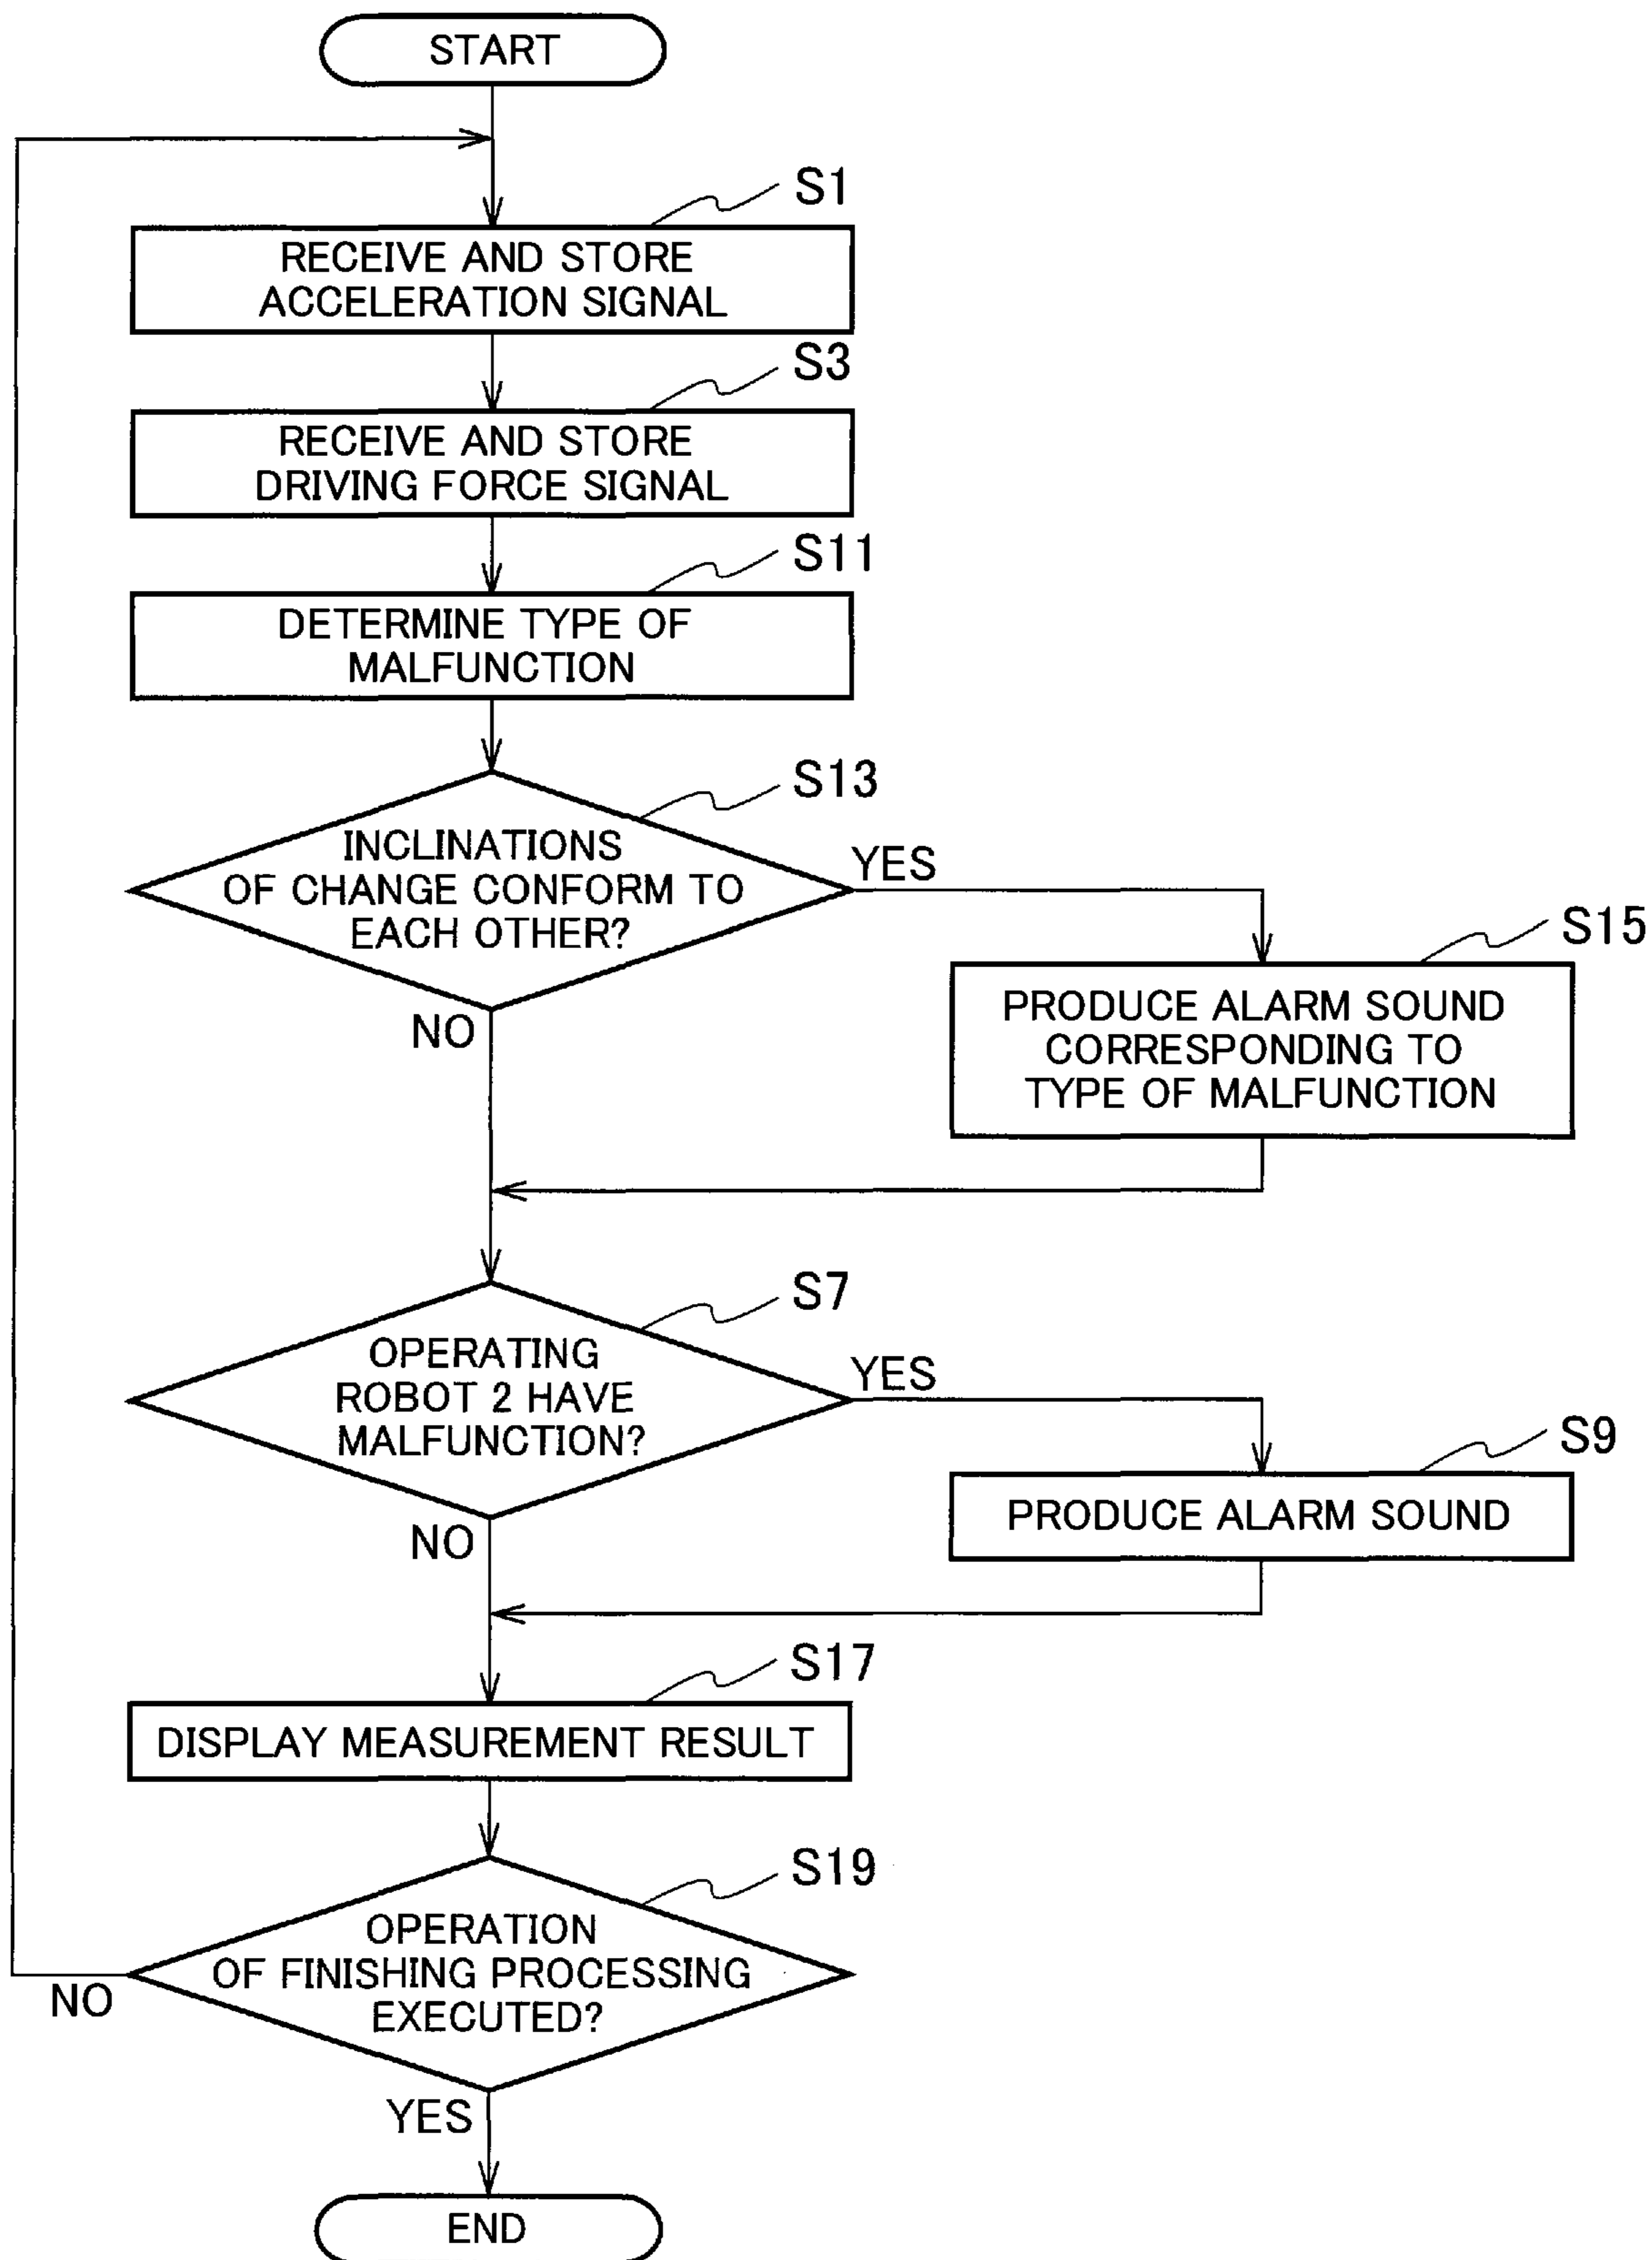 START
S1
RECEIVE AND STORE
ACCELERATION SIGNAL
S3
RECEIVE AND STORE
DRIVING FORCE SIGNAL
S11
DETERMINE TYPE OF
MALFUNCTION
S13
INCLINATIONS
OF CHANGE CONFORM TO
EACH OTHER?
YES
NO
S15
PRODUCE ALARM SOUND
CORRESPONDING TO
TYPE OF MALFUNCTION
S7
OPERATING
ROBOT 2 HAVE
MALFUNCTION?
YES
NO
S9
PRODUCE ALARM SOUND
S17
DISPLAY MEASUREMENT RESULT
S19
OPERATION
OF FINISHING PROCESSING
EXECUTED?
NO
YES
END